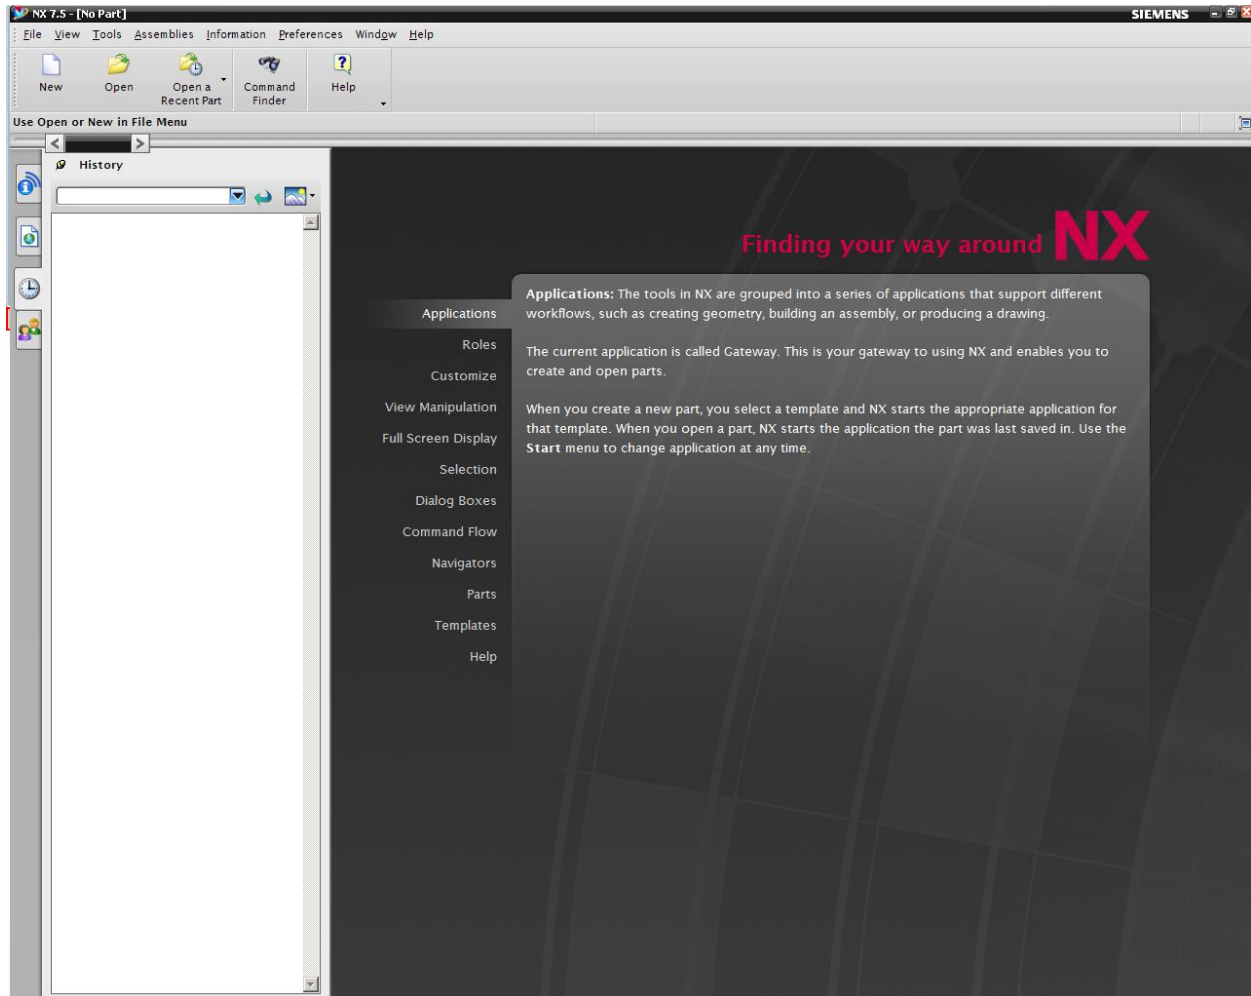 NX 7.5 - [No Part]
SIEMENS
File View Tools Assemblies Information Preferences Window Help
New
Open
Open a
Recent Part
Command
Finder
Help
Use Open or New in File Menu
History
Finding your way around NX
Applications
Roles
Customize
View Manipulation
Full Screen Display
Selection
Dialog Boxes
Command Flow
Navigators
Parts
Templates
Help
Applications: The tools in NX are grouped into a series of applications that support different
workflows, such as creating geometry, building an assembly, or producing a drawing.
The current application is called Gateway. This is your gateway to using NX and enables you to
create and open parts.
When you create a new part, you select a template and NX starts the appropriate application for
that template. When you open a part, NX starts the application the part was last saved in. Use the
Start menu to change application at any time.